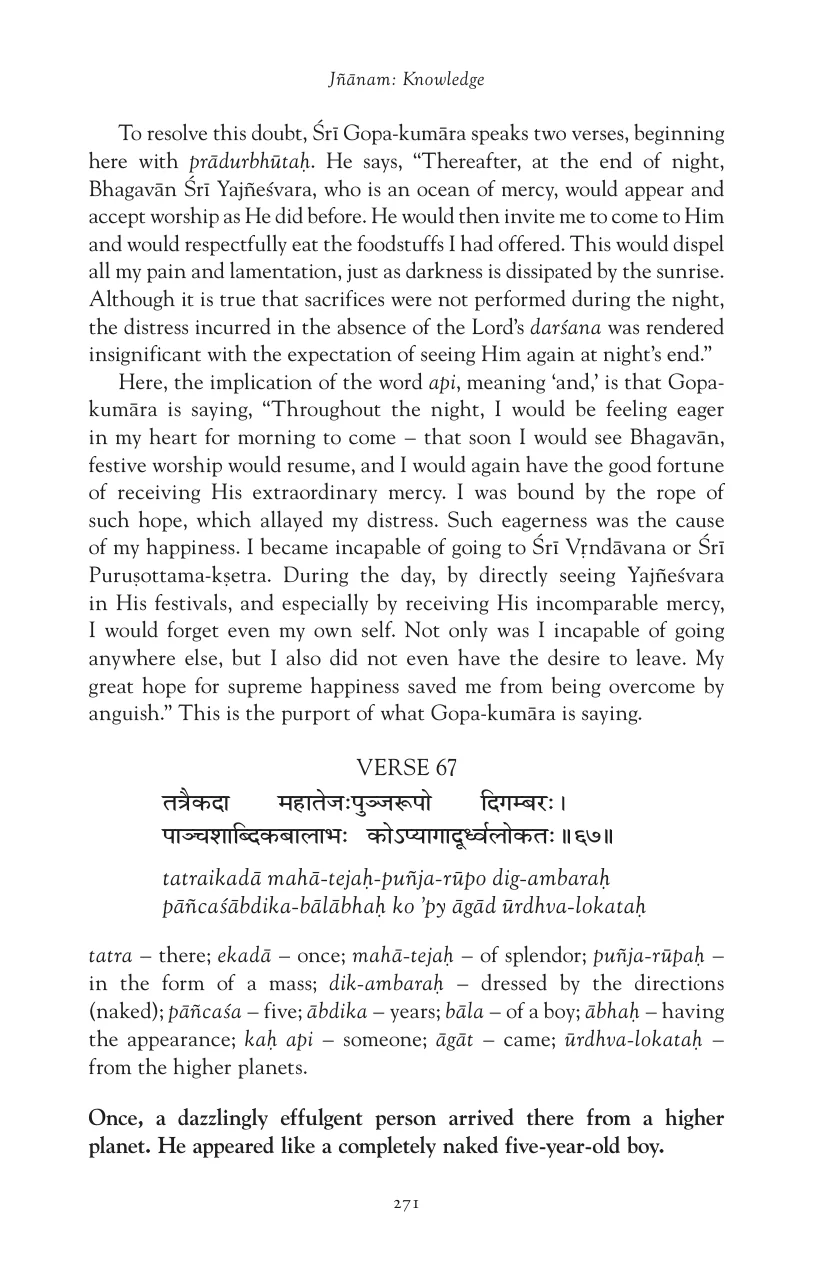 Jñānam: Knowledge
To resolve this doubt, Śrī Gopa-kumāra speaks two verses, beginning
here with prādurbhūtaḥ. He says, “Thereafter, at the end of night,
Bhagavān Śrī Yajñeśvara, who is an ocean of mercy, would appear and
accept worship as He did before. He would then invite me to come to Him
and would respectfully eat the foodstuffs I had offered. This would dispel
all my pain and lamentation, just as darkness is dissipated by the sunrise.
Although it is true that sacrifices were not performed during the night,
the distress incurred in the absence of the Lord’s darśana was rendered
insignificant with the expectation of seeing Him again at night’s end.”
Here, the implication of the word api, meaning ‘and,’ is that Gopa-
kumāra is saying, “Throughout the night, I would be feeling eager
in my heart for morning to come – that soon I would see Bhagavān,
festive worship would resume, and I would again have the good fortune
of receiving His extraordinary mercy. I was bound by the rope of
such hope, which allayed my distress. Such eagerness was the cause
of my happiness. I became incapable of going to Śrī Vṛndāvana or Śrī
Puruṣottama-kṣetra. During the day, by directly seeing Yajñeśvara
in His festivals, and especially by receiving His incomparable mercy,
I would forget even my own self. Not only was I incapable of going
anywhere else, but I also did not even have the desire to leave. My
great hope for supreme happiness saved me from being overcome by
anguish.” This is the purport of what Gopa-kumāra is saying.
VERSE 67
तत्रैकदा महातेजःपुञ्जरूपो दिगम्बरः।
पाञ्चशाब्दिकबालाभः कोऽप्यागादूर्ध्वलोकतः॥६७॥
tatraikadā mahā-tejaḥ-puñja-rūpo dig-ambaraḥ
pāñcaśābdika-bālābhaḥ ko ’py āgād ūrdhva-lokataḥ
tatra – there; ekadā – once; mahā-tejaḥ – of splendor; puñja-rūpaḥ –
in the form of a mass; dik-ambaraḥ – dressed by the directions
(naked); pāñcaśa – five; ābdika – years; bāla – of a boy; ābhaḥ – having
the appearance; kaḥ api – someone; āgāt – came; ūrdhva-lokataḥ –
from the higher planets.
Once, a dazzlingly effulgent person arrived there from a higher
planet. He appeared like a completely naked five-year-old boy.
271